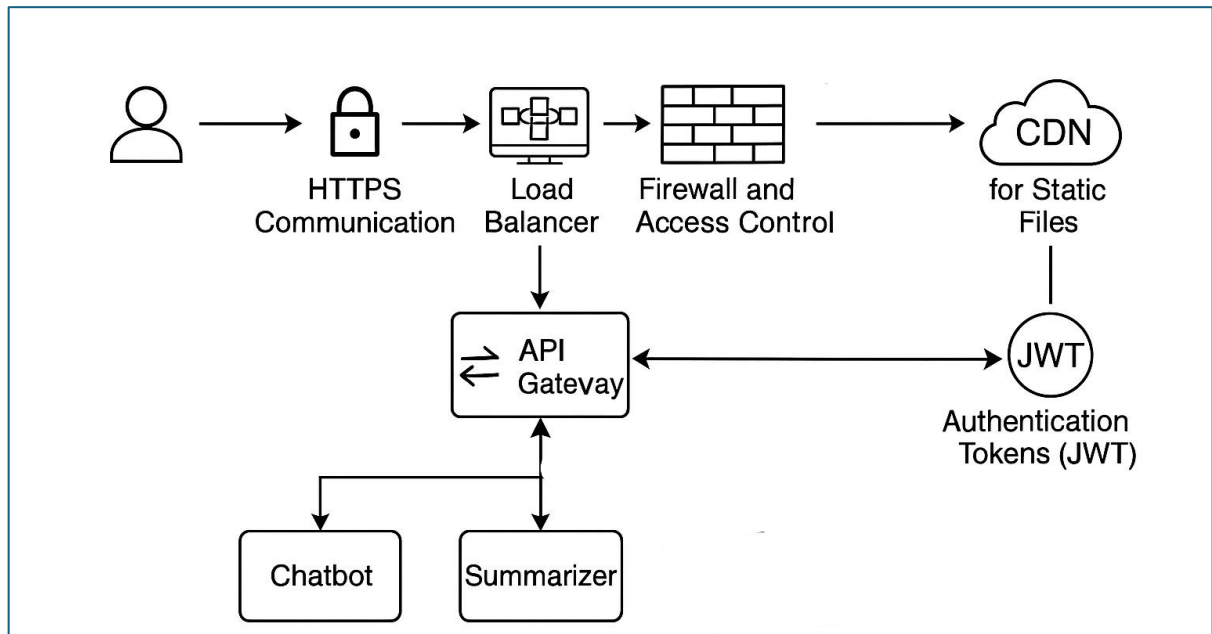 HTTPS
Communication
Load
Balancer
Firewall and
Access Control
CDN
for Static
Files
API
Gatevay
JWT
Authentication
Tokens (JWT)
Chatbot
Summarizer